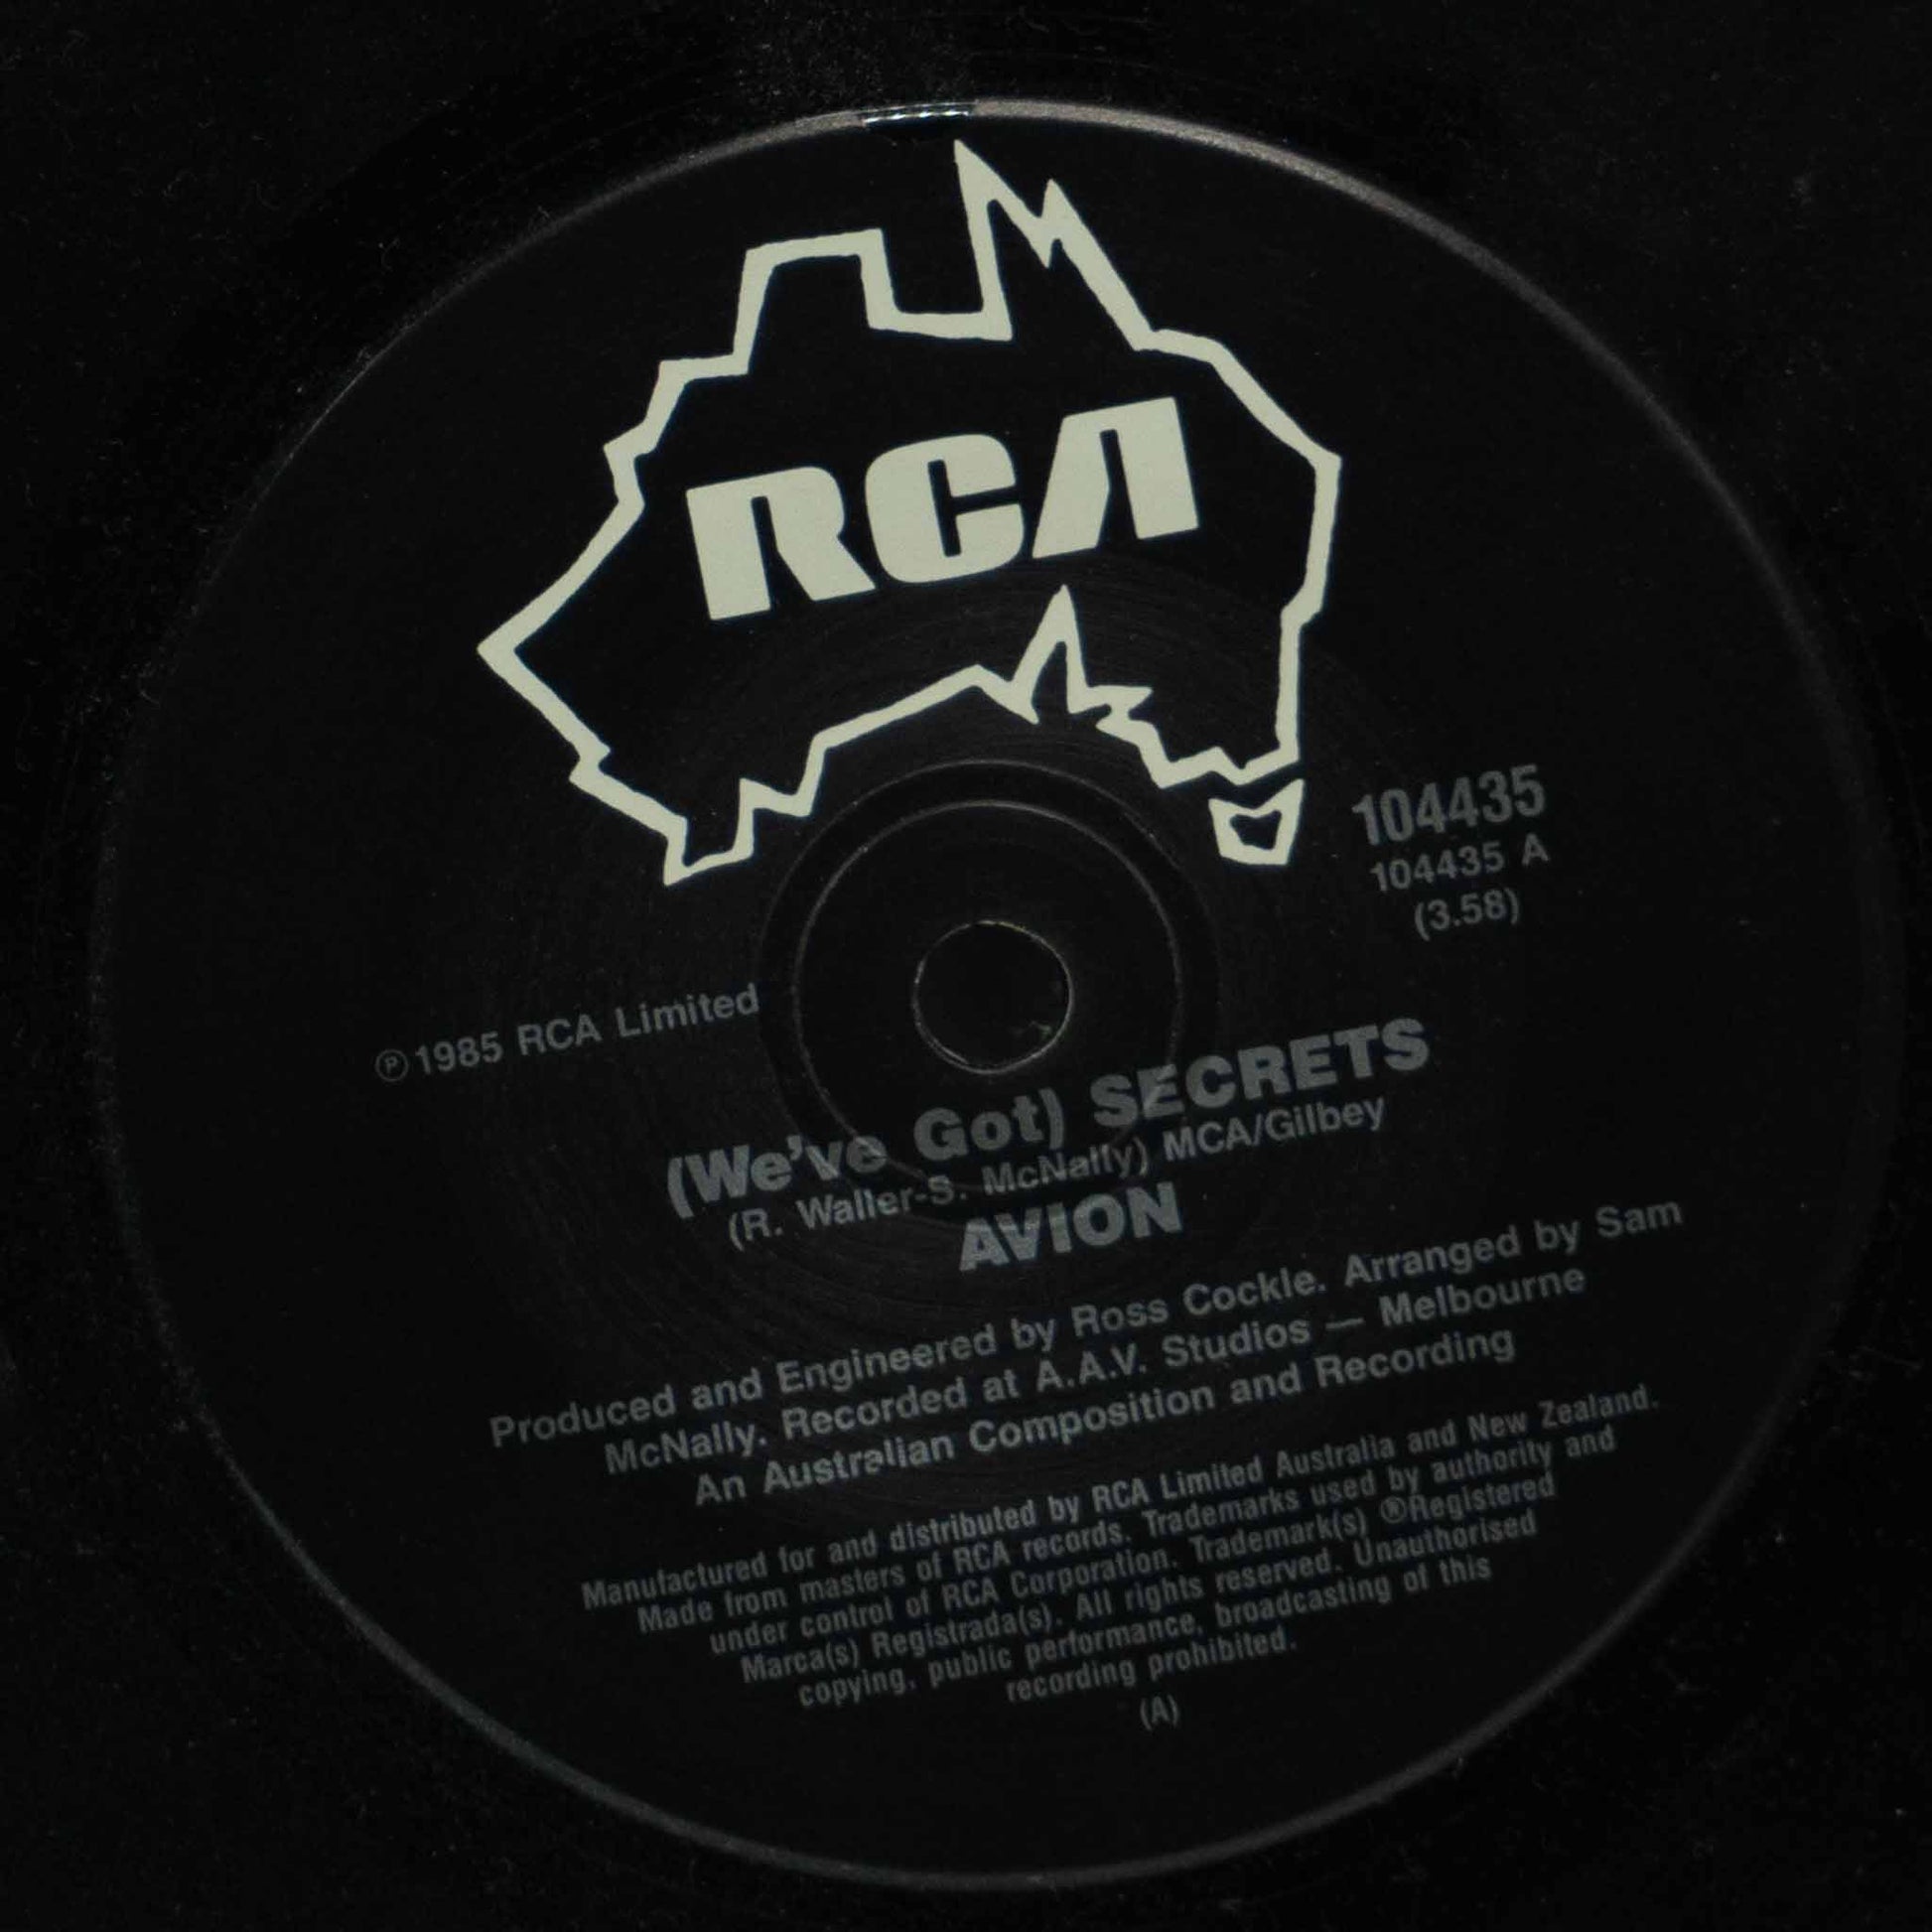 RCA
104435
104435 A
(3.58)
Ⓟ1985 RCA Limited
(We've Got) SECRETS
(R. Waller-S. McNally) MCA/Gilbey
AVION
Produced and Engineered by Ross Cockle. Arranged by Sam
McNally. Recorded at A.A.V. Studios — Melbourne
An Australian Composition and Recording
Manufactured for and distributed by RCA Limited Australia and New Zealand.
Made from masters of RCA records. Trademarks used by authority and
under control of RCA Corporation. Trademark(s) ®Registered
Marca(s) Registrada(s). All rights reserved. Unauthorised
copying, public performance, broadcasting of this
recording prohibited.
(A)